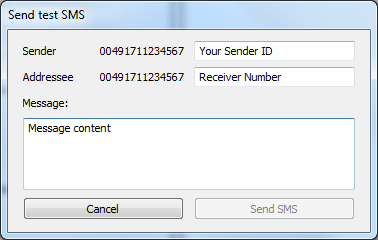 Send test SMS
Sender 00491711234567 Your Sender ID
Addressee 00491711234567 Receiver Number
Message:
Message content
Cancel Send SMS